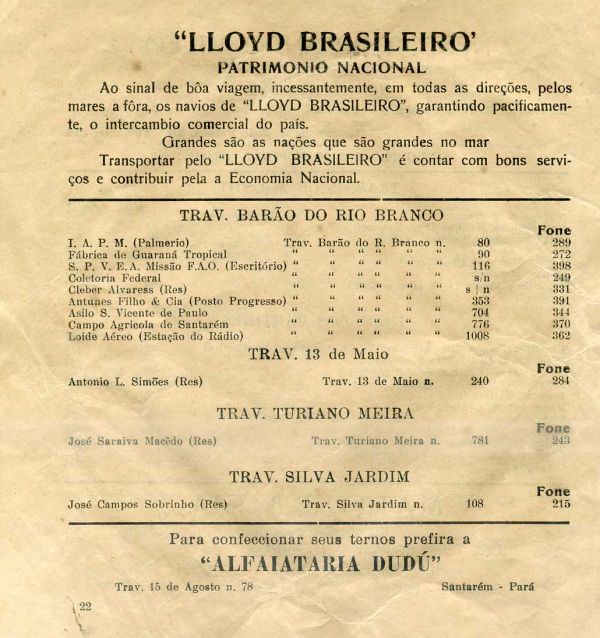 “LLOYD BRASILEIRO’
PATRIMONIO NACIONAL
Ao sinal de bôa viagem, incessantemente, em todas as direções, pelos
mares a fôra, os navios de “LLOYD BRASILEIRO”, garantindo pacificamen-
te, o intercambio comercial do país.
Grandes são as nações que são grandes no mar
Transportar pelo “LLOYD BRASILEIRO” é contar com bons servi-
ços e contribuir pela a Economia Nacional.
TRAV. BARÃO DO RIO BRANCO
Fone
I. A. P. M. (Palmerio) Trav. Barão do R. Branco n. 80 289
Fábrica de Guaraná Tropical “ “ “ “ “ “ 90 272
S. P. V. E. A. Missão F.A.O. (Escritório) “ “ “ “ “ “ 116 398
Coletoria Federal “ “ “ “ “ “ s/n 249
Cleber Alvaress (Res) “ “ “ “ “ “ s | n 331
Antunes Filho & Cia (Posto Progresso) “ “ “ “ “ “ 353 391
Asilo S. Vicente de Paulo “ “ “ “ “ “ 704 344
Campo Agricola de Santarém “ “ “ “ “ “ 776 370
Loide Aéreo (Estação do Rádio) “ “ “ “ “ “ 1008 362
TRAV. 13 de Maio
Fone
Antonio L. Simões (Res) Trav. 13 de Maio n. 240 284
TRAV. TURIANO MEIRA
Fone
José Saraiva Macêdo (Res) Trav. Turiano Meira n. 781 243
TRAV. SILVA JARDIM
Fone
José Campos Sobrinho (Res) Trav. Silva Jardim n. 108 215
Para confeccionar seus ternos prefira a
“ALFAIATARIA DUDÚ”
Trav. 15 de Agosto n. 78 Santarém - Pará
22